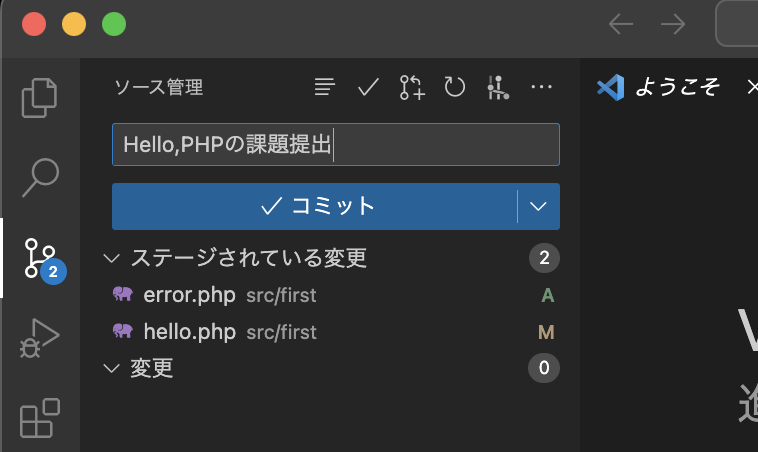 ソース管理
ようこそ
Hello,PHPの課題提出
コミット
ステージされている変更 2
2
error.php src/first A
hello.php src/first M
変更 0
V
進